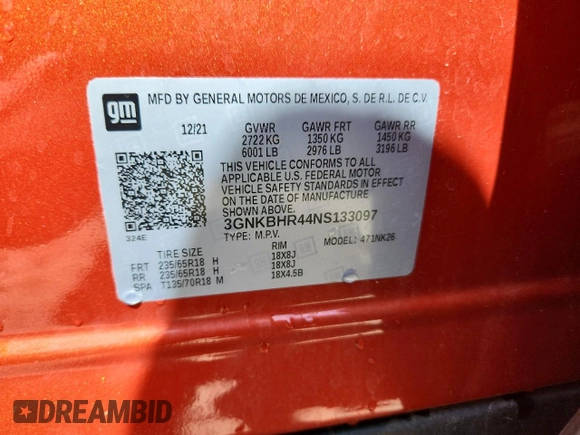 gm
MFD BY GENERAL MOTORS DE MEXICO, S. DE R.L. DE C.V.
12/21 GVWR GAWR FRT GAWR RR
2722 KG 1350 KG 1450 KG
6001 LB 2976 LB 3196 LB
THIS VEHICLE CONFORMS TO ALL
APPLICABLE U.S. FEDERAL MOTOR
VEHICLE SAFETY STANDARDS IN EFFECT
ON THE DATE OF MANUFACTURE SHOWN
ABOVE.
3GNKBHR44NS133097
324E TYPE: M.P.V. MODEL: 471NK26
TIRE SIZE RIM
FRT 235/65R18 H 18X8J
RR 235/65R18 H 18X8J
SPA T135/70R18 M 18X4.5B
DREAMBID